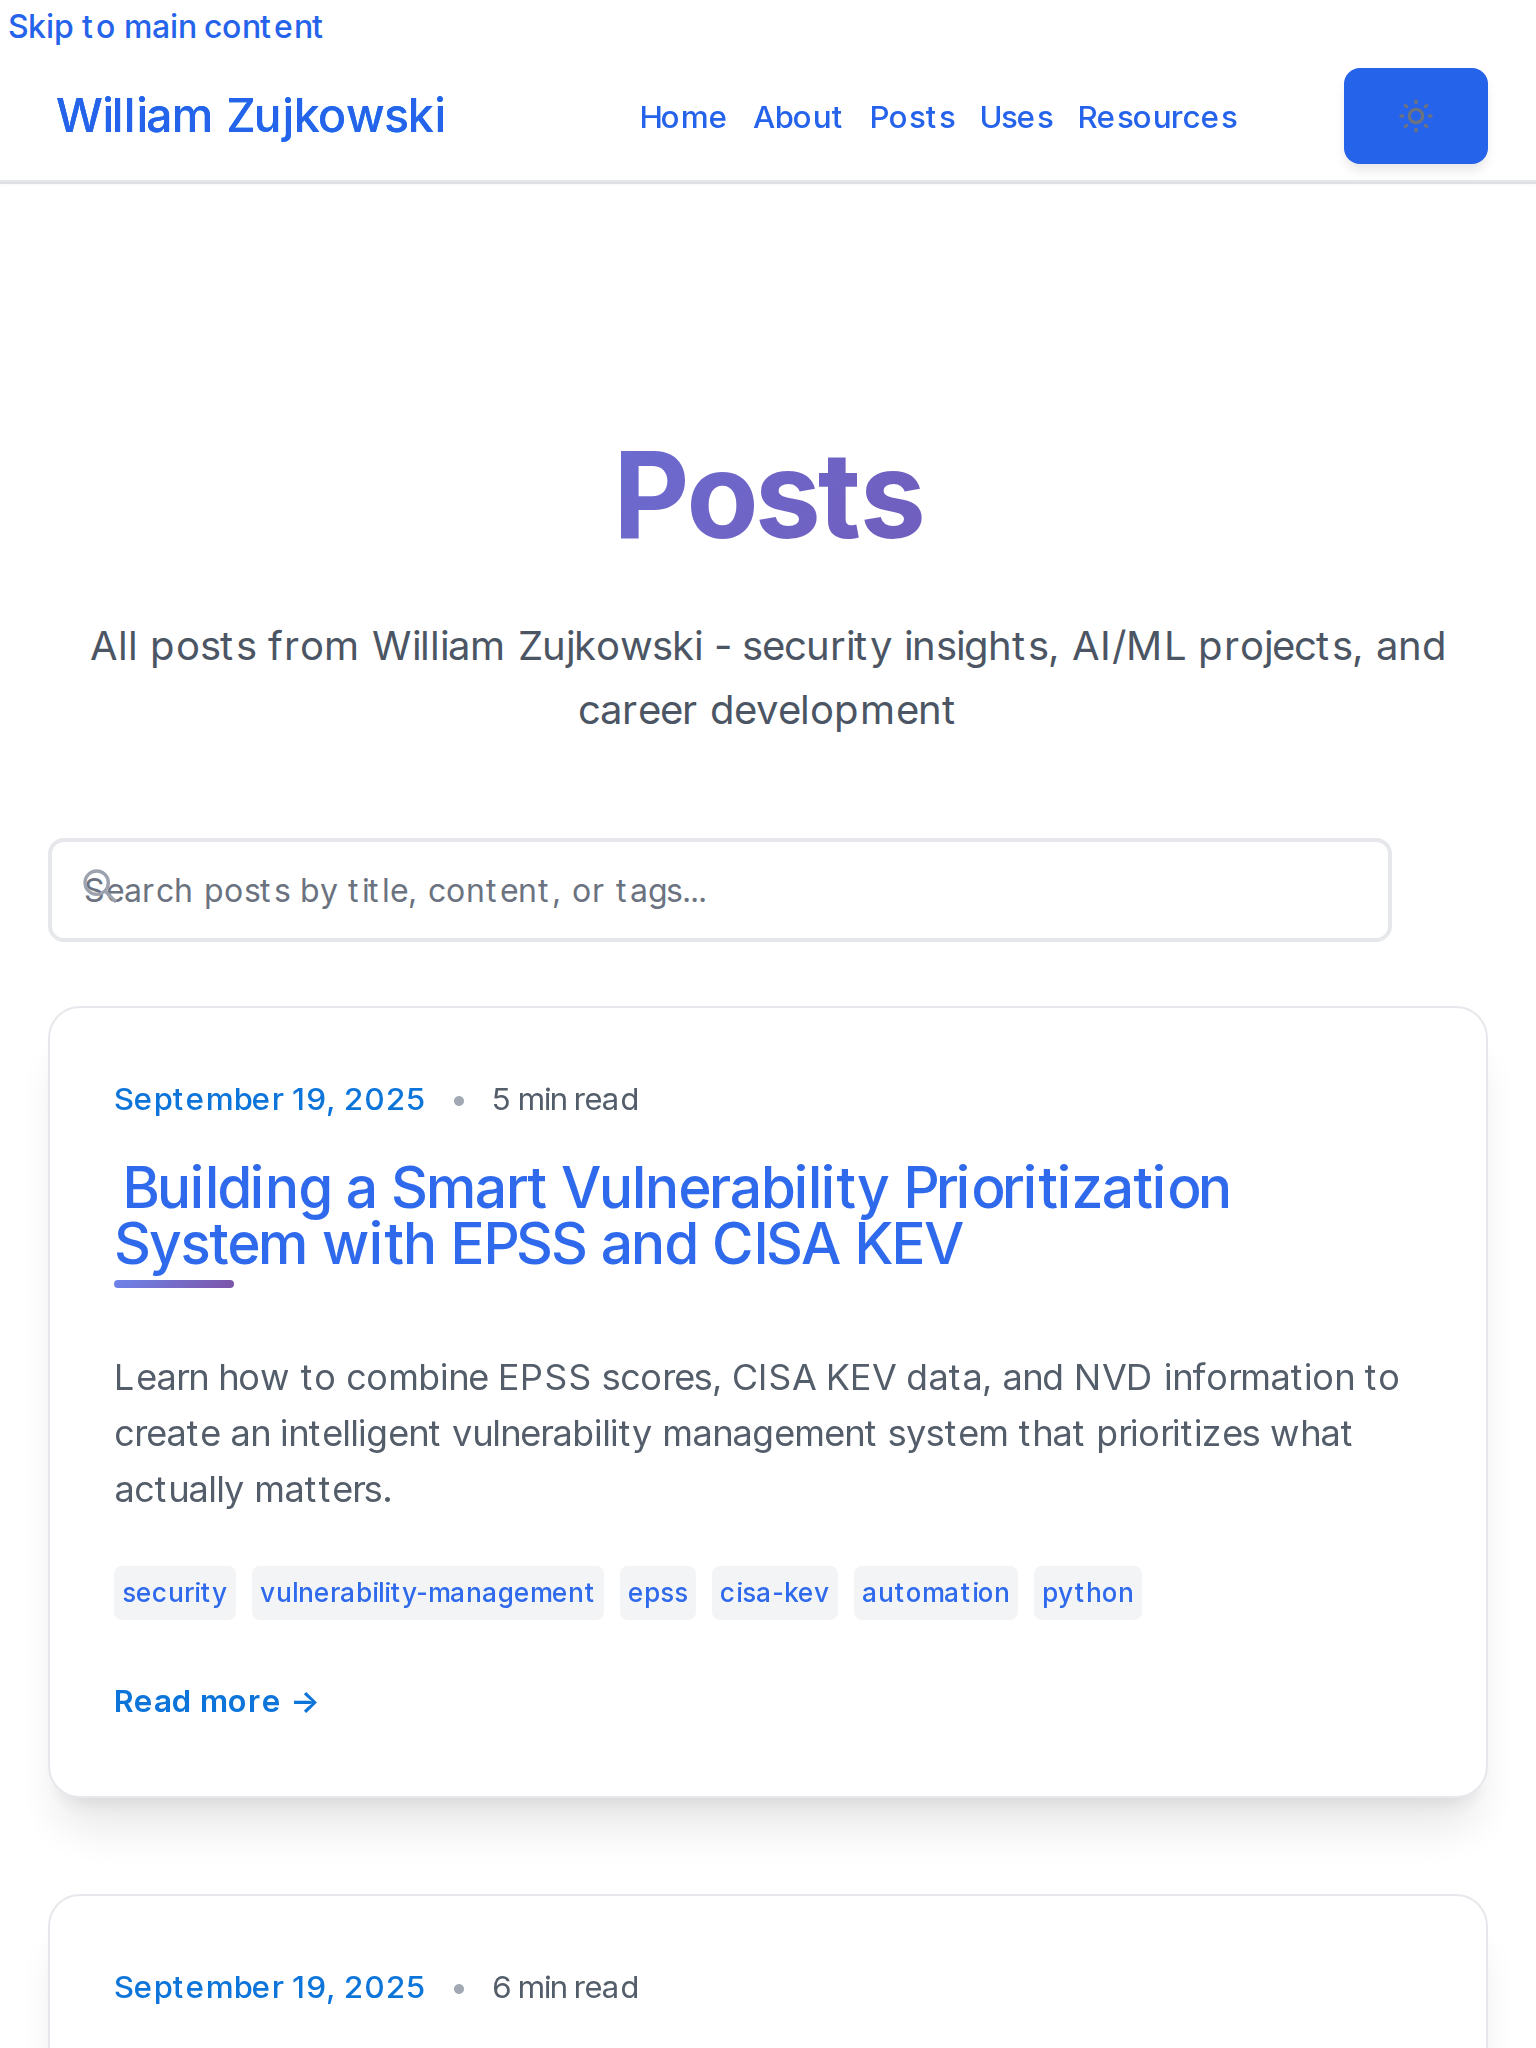 Skip to main content
William Zujkowski
Home About Posts Uses Resources
Posts
All posts from William Zujkowski - security insights, AI/ML projects, and
career development
Search posts by title, content, or tags...
September 19, 2025 • 5 min read
Building a Smart Vulnerability Prioritization
System with EPSS and CISA KEV
Learn how to combine EPSS scores, CISA KEV data, and NVD information to
create an intelligent vulnerability management system that prioritizes what
actually matters.
security vulnerability-management epss cisa-kev automation python
Read more →
September 19, 2025 • 6 min read